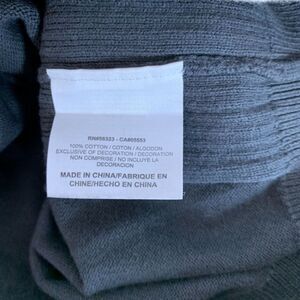 RN#56323 - CA#05553
100% COTTON / COTON / ALGODON
EXCLUSIVE OF DECORATION / DECORATION
NON COMPRISE / NO INCLUYE LA
DECORACION
MADE IN CHINA/FABRIQUE EN
CHINE/HECHO EN CHINA